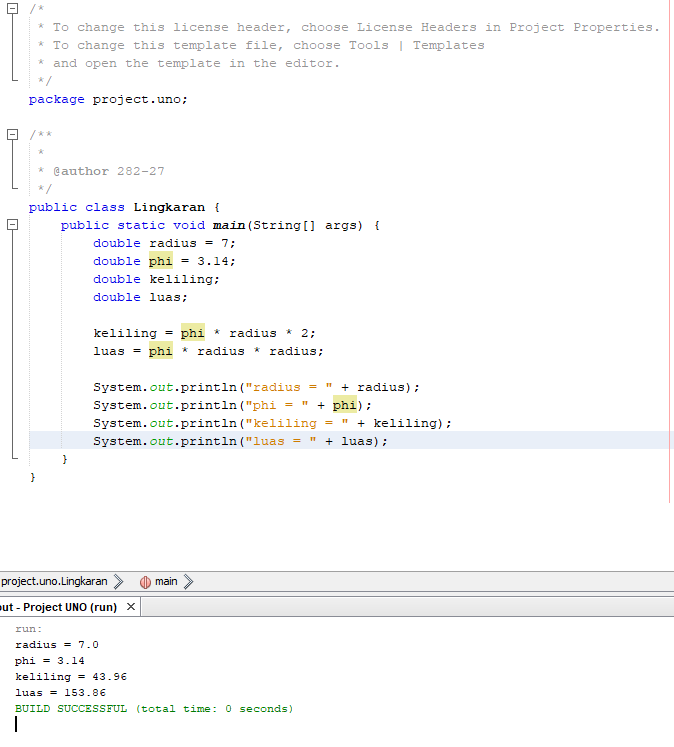 /*
 * To change this license header, choose License Headers in Project Properties.
 * To change this template file, choose Tools | Templates
 * and open the template in the editor.
 */
package project.uno;
/**
 *
 * @author 282-27
 */
public class Lingkaran {
    public static void main(String[] args) {
        double radius = 7;
        double phi = 3.14;
        double keliling;
        double luas;
        keliling = phi * radius * 2;
        luas = phi * radius * radius;
        System.out.println("radius = " + radius);
        System.out.println("phi = " + phi);
        System.out.println("keliling = " + keliling);
        System.out.println("luas = " + luas);
    }
}
project.uno.Lingkaran main
out - Project UNO (run) ×
run:
radius = 7.0
phi = 3.14
keliling = 43.96
luas = 153.86
BUILD SUCCESSFUL (total time: 0 seconds)